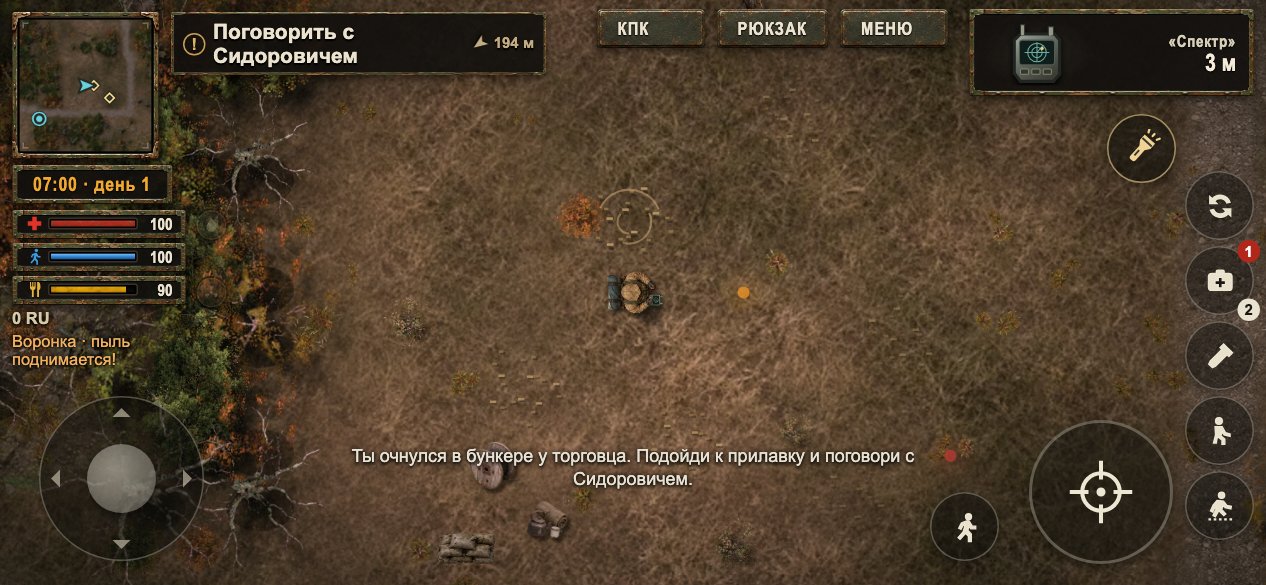 Поговорить с
Сидоровичем
194 м
КПК
РЮКЗАК
МЕНЮ
«Спектр»
3 м
07:00 · день 1
100
100
90
0 RU
Воронка · пыль
поднимается!
1
2
Ты очнулся в бункере у торговца. Подойди к прилавку и поговори с
Сидоровичем.